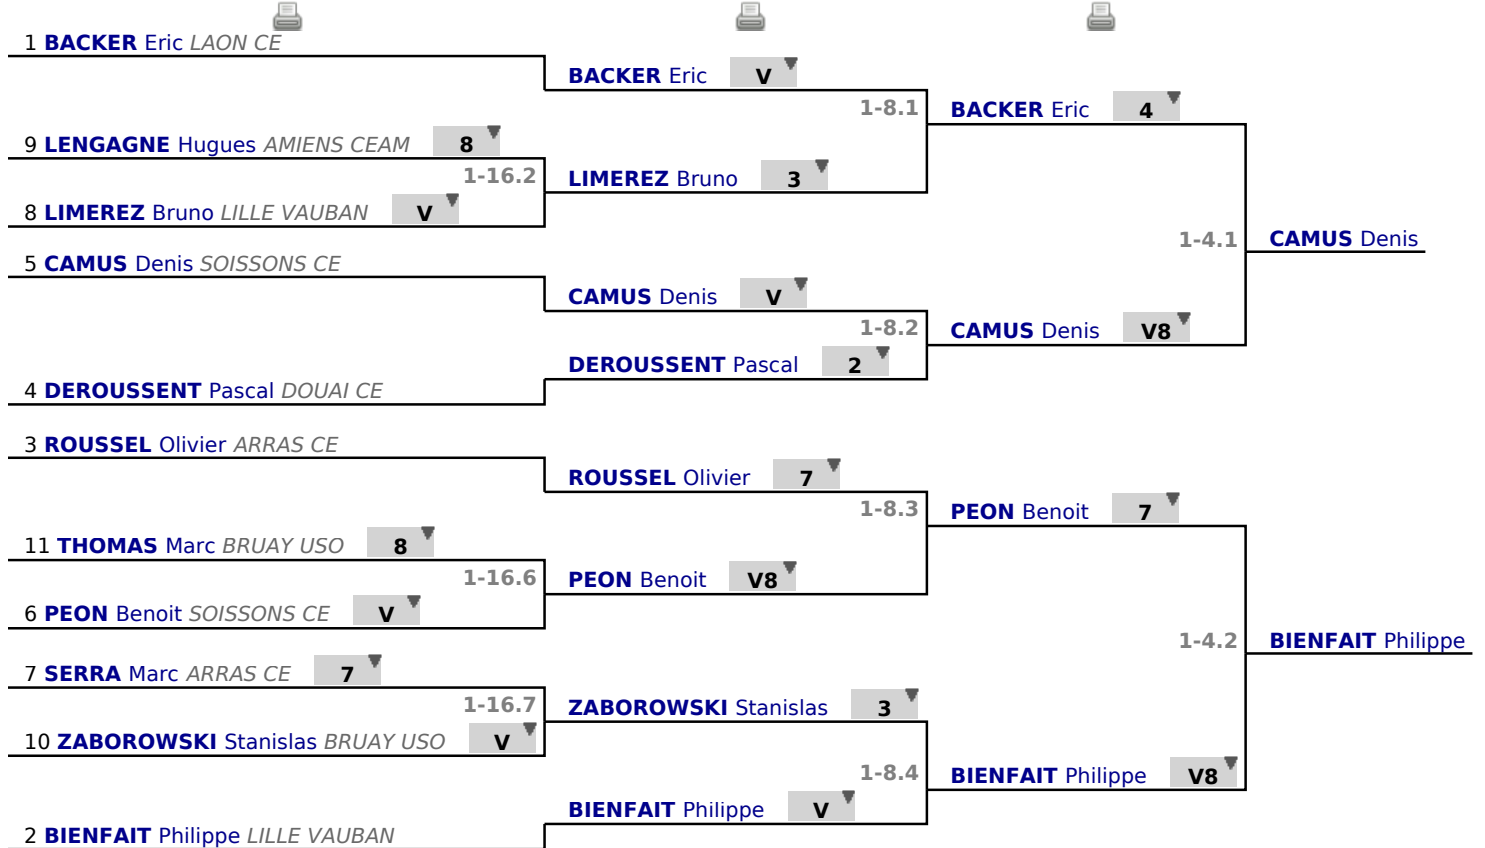 1 BACKER Eric LAON CE
BACKER Eric V
1-8.1
BACKER Eric 4
9 LENGAGNE Hugues AMIENS CEAM 8
1-16.2
LIMEREZ Bruno 3
8 LIMEREZ Bruno LILLE VAUBAN V
1-4.1
CAMUS Denis
5 CAMUS Denis SOISSONS CE
CAMUS Denis V
1-8.2
CAMUS Denis V8
DEROUSSENT Pascal 2
4 DEROUSSENT Pascal DOUAI CE
3 ROUSSEL Olivier ARRAS CE
ROUSSEL Olivier 7
1-8.3
PEON Benoit 7
11 THOMAS Marc BRUAY USO 8
1-16.6
PEON Benoit V8
6 PEON Benoit SOISSONS CE V
1-4.2
BIENFAIT Philippe
7 SERRA Marc ARRAS CE 7
1-16.7
ZABOROWSKI Stanislas 3
10 ZABOROWSKI Stanislas BRUAY USO V
1-8.4
BIENFAIT Philippe V8
BIENFAIT Philippe V
2 BIENFAIT Philippe LILLE VAUBAN